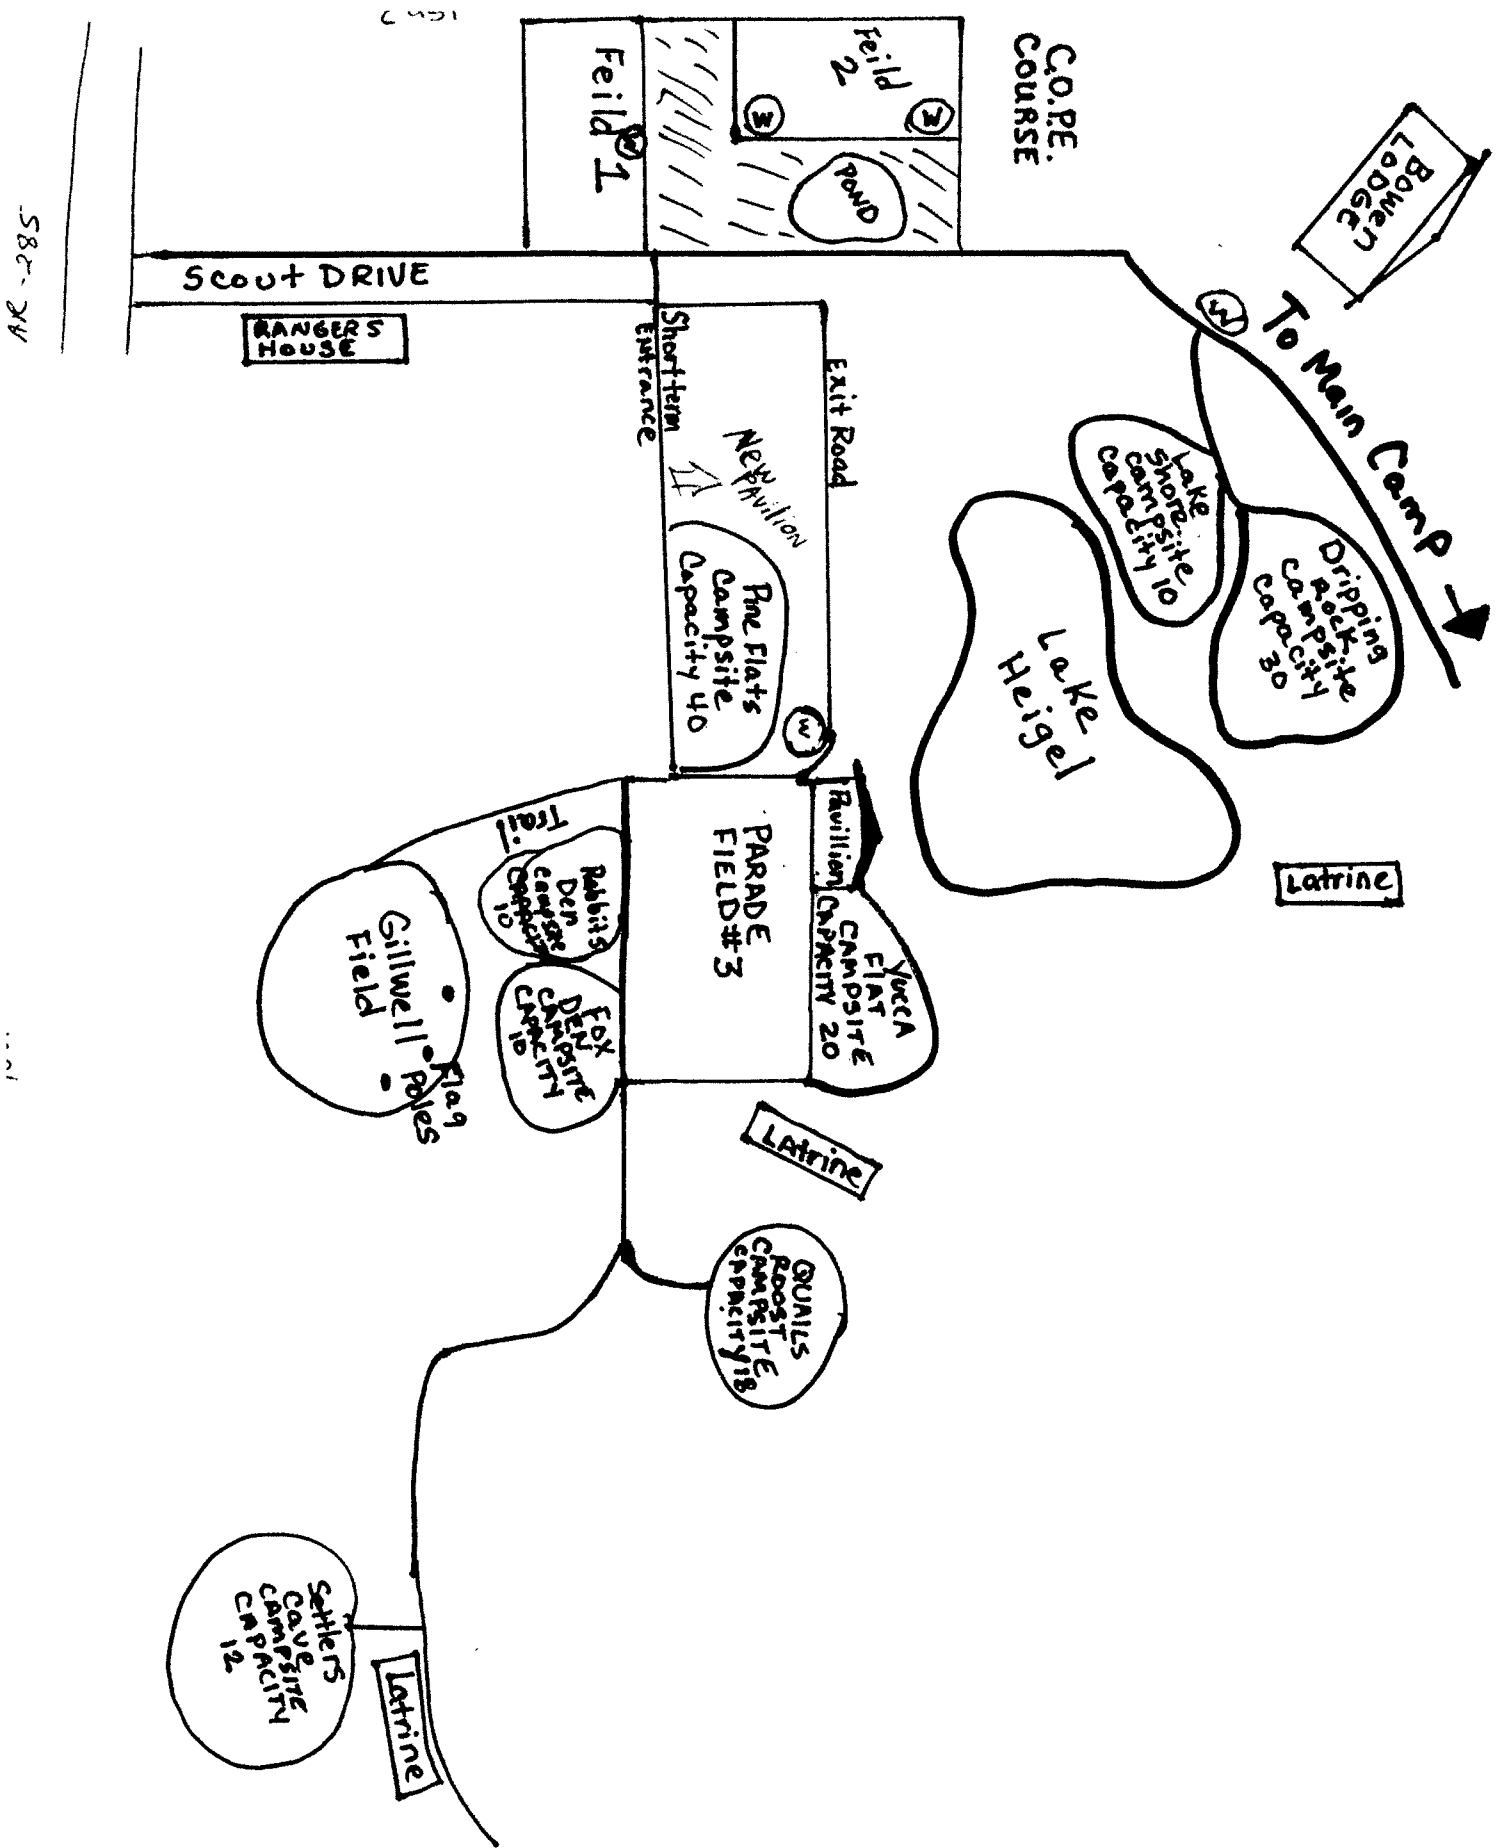 C.O.P.E.
COURSE
Feild
2
W
W
Feild 1
W
POND
Bowen
LODGE
AR-285
Scout DRIVE
RANGERS
HOUSE
Shortterm
Entrance
Exit Road
New
PAVilion
W
To Main Camp
Lake
Shore
campsite
capacity 10
Dripping
Rock
campsite
capacity
30
Pine Flats
Campsite
Capacity 40
W
Lake
Heigel
Latrine
Trail
PARADE
FIELD #3
Pavillion
Yucca
FLAT
CAMPSITE
CAPACITY 20
Rabbits
Den
Campsite
CAPACITY
10
FOX
DEN
CAMPSITE
CAPACITY
10
Gillwell
Field
Flag
Poles
LAtrine
QUAILS
ROOST
CAMPSITE
CAPACITY 18
Settlers
Cave
CAMPSITE
CAPACITY
12
Latrine